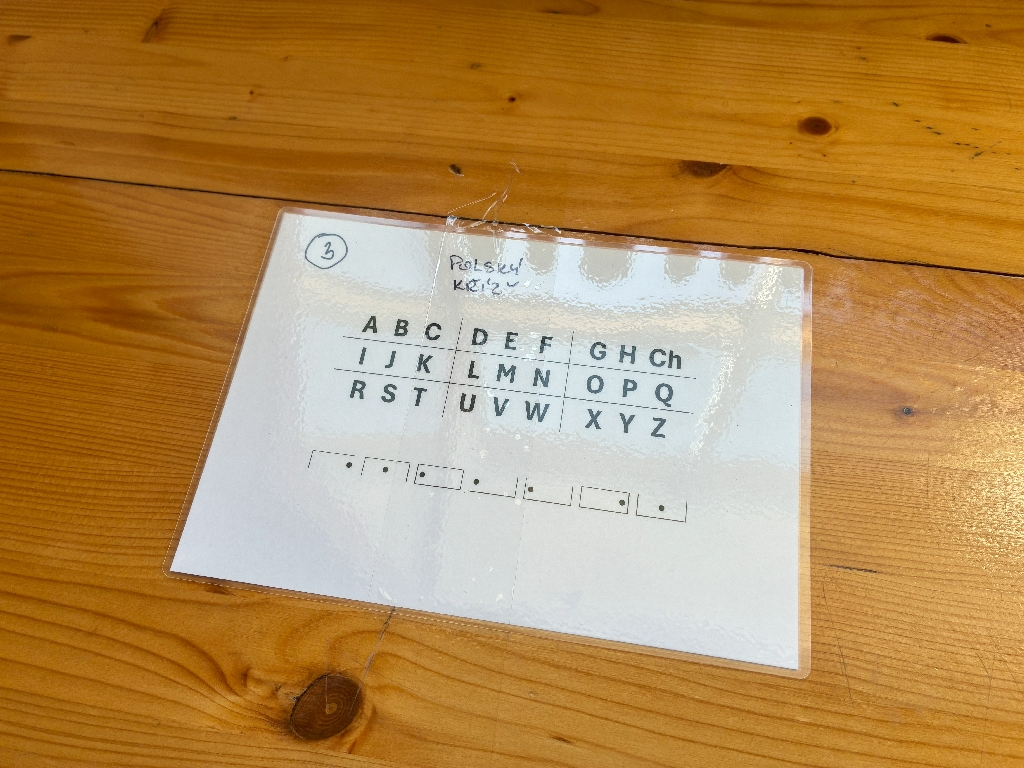 3
POLSKÝ
KŘÍŽ
A B C D E F G H Ch
I J K L M N O P Q
R S T U V W X Y Z